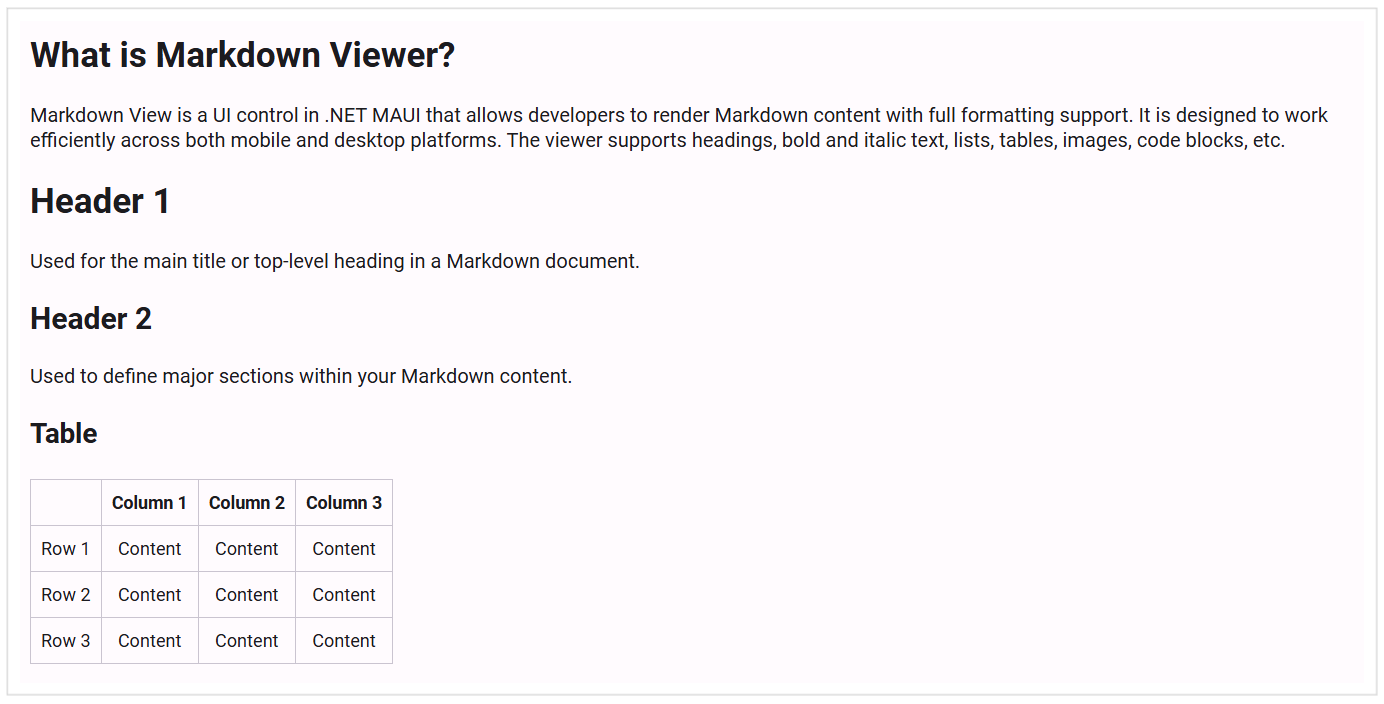 What is Markdown Viewer?
Markdown View is a UI control in .NET MAUI that allows developers to render Markdown content with full formatting support. It is designed to work
efficiently across both mobile and desktop platforms. The viewer supports headings, bold and italic text, lists, tables, images, code blocks, etc.
Header 1
Used for the main title or top-level heading in a Markdown document.
Header 2
Used to define major sections within your Markdown content.
Table
Column 1 Column 2 Column 3
Row 1 Content Content Content
Row 2 Content Content Content
Row 3 Content Content Content